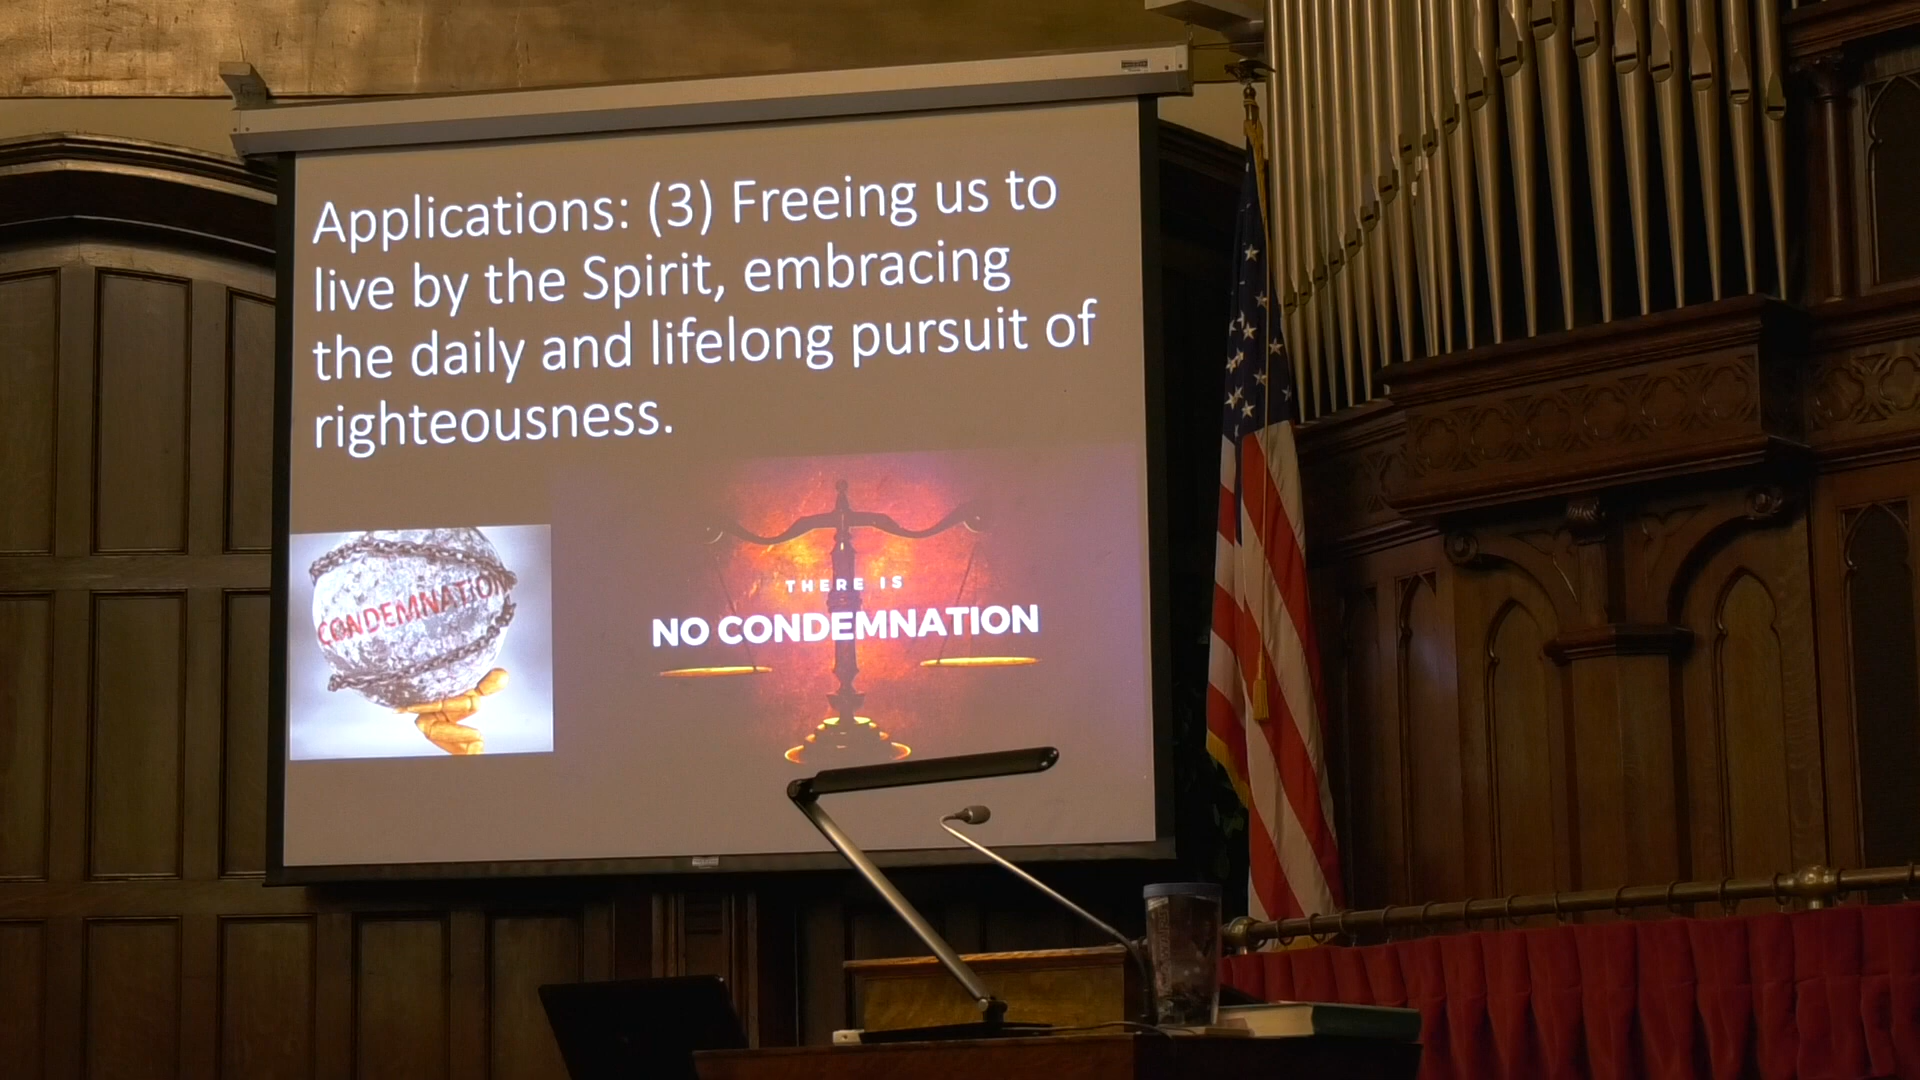 Applications: (3) Freeing us to
live by the Spirit, embracing
the daily and lifelong pursuit of
righteousness.
CONDEMNATION
THERE IS
NO CONDEMNATION